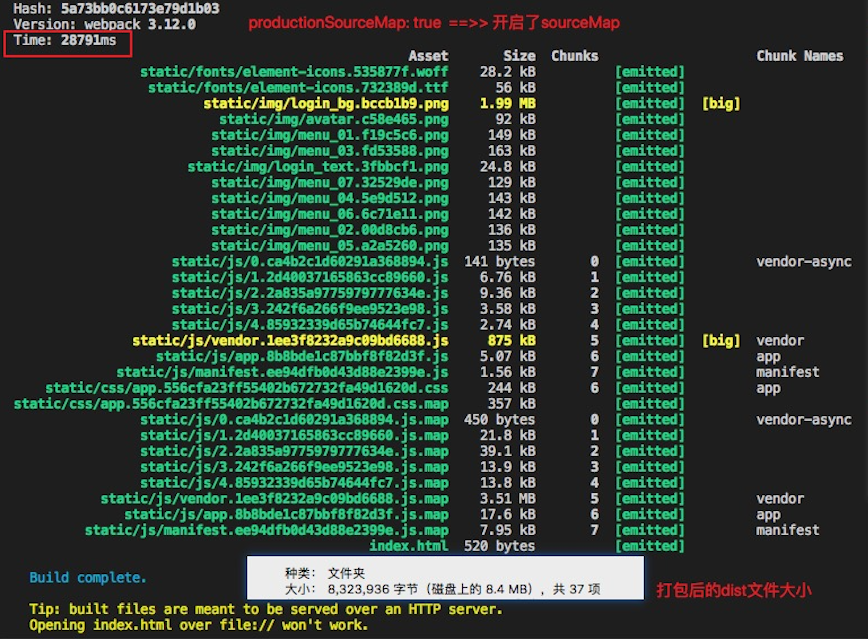 Hash: 5a73bb0c6173e79d1b03
Version: webpack 3.12.0
productionSourceMap: true ==>> 开启了sourceMap
Time: 28791ms
Asset Size Chunks Chunk Names
static/fonts/element-icons.535877f.woff 28.2 kB [emitted]
static/fonts/element-icons.732389d.ttf 56 kB [emitted]
static/img/login_bg.bccb1b9.png 1.99 MB [emitted] [big]
static/img/avatar.c58e465.png 92 kB [emitted]
static/img/menu_01.f19c5c6.png 149 kB [emitted]
static/img/menu_03.fd53588.png 163 kB [emitted]
static/img/login_text.3fbbcf1.png 24.8 kB [emitted]
static/img/menu_07.32529de.png 129 kB [emitted]
static/img/menu_04.5e9d512.png 143 kB [emitted]
static/img/menu_06.6c71e11.png 142 kB [emitted]
static/img/menu_02.00d8cb6.png 136 kB [emitted]
static/img/menu_05.a2a5260.png 135 kB [emitted]
static/js/0.ca4b2c1d60291a368894.js 141 bytes 0 [emitted] vendor-async
static/js/1.2d40037165863cc89660.js 6.76 kB 1 [emitted]
static/js/2.2a835a9775979777634e.js 9.36 kB 2 [emitted]
static/js/3.242f6a266f9ee9523e98.js 3.58 kB 3 [emitted]
static/js/4.85932339d65b74644fc7.js 2.74 kB 4 [emitted]
static/js/vendor.1ee3f8232a9c09bd6688.js 875 kB 5 [emitted] [big] vendor
static/js/app.8b8bde1c87bbf8f82d3f.js 5.07 kB 6 [emitted] app
static/js/manifest.ee94dfb0d43d88e2399e.js 1.56 kB 7 [emitted] manifest
static/css/app.556cfa23ff55402b672732fa49d1620d.css 244 kB 6 [emitted] app
static/css/app.556cfa23ff55402b672732fa49d1620d.css.map 357 kB [emitted]
static/js/0.ca4b2c1d60291a368894.js.map 450 bytes 0 [emitted] vendor-async
static/js/1.2d40037165863cc89660.js.map 21.8 kB 1 [emitted]
static/js/2.2a835a9775979777634e.js.map 39.1 kB 2 [emitted]
static/js/3.242f6a266f9ee9523e98.js.map 13.9 kB 3 [emitted]
static/js/4.85932339d65b74644fc7.js.map 13.8 kB 4 [emitted]
static/js/vendor.1ee3f8232a9c09bd6688.js.map 3.51 MB 5 [emitted] vendor
static/js/app.8b8bde1c87bbf8f82d3f.js.map 17.6 kB 6 [emitted] app
static/js/manifest.ee94dfb0d43d88e2399e.js.map 7.95 kB 7 [emitted] manifest
index.html 520 bytes [emitted]
种类： 文件夹
Build complete.
大小： 8,323,936 字节（磁盘上的 8.4 MB），共 37 项
打包后的dist文件大小
Tip: built files are meant to be served over an HTTP server.
Opening index.html over file:// won't work.